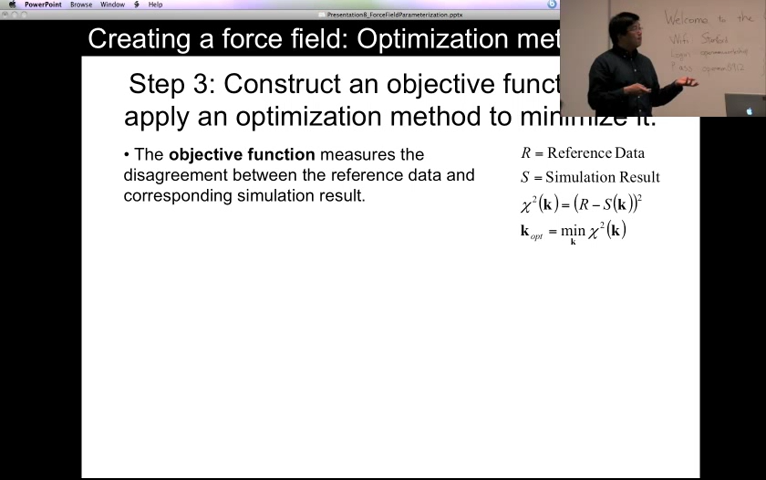 PowerPoint Browse Window Help
Presentation8_ForceFieldParameterization.pptx
Creating a force field: Optimization met
Step 3: Construct an objective funct
apply an optimization method to minimize it.
• The objective function measures the
disagreement between the reference data and
corresponding simulation result.
R = Reference Data
S = Simulation Result
χ²(k) = (R − S(k))²
k_opt = min χ²(k)
k
Welcome to the